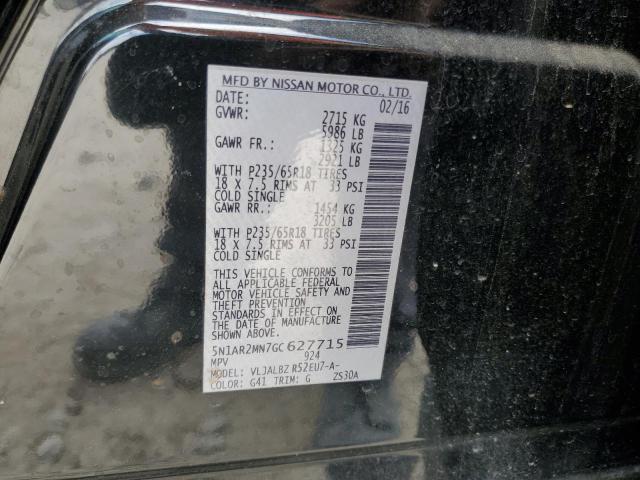 MFD BY NISSAN MOTOR CO., LTD.
DATE: 02/16
GVWR: 2715 KG
5986 LB
GAWR FR.: 1325 KG
2921 LB
WITH P235/65R18 TIRES
18 X 7.5 RIMS AT 33 PSI
COLD SINGLE
GAWR RR.: 1454 KG
3205 LB
WITH P235/65R18 TIRES
18 X 7.5 RIMS AT 33 PSI
COLD SINGLE
THIS VEHICLE CONFORMS TO
ALL APPLICABLE FEDERAL
MOTOR VEHICLE SAFETY AND
THEFT PREVENTION
STANDARDS IN EFFECT ON
THE DATE OF MANUFACTURE
SHOWN ABOVE.
5N1AR2MN7GC627715
MPV 924
MODEL: VLJALBZ R52EU7-A-
COLOR: G41 TRIM: G ZS30A